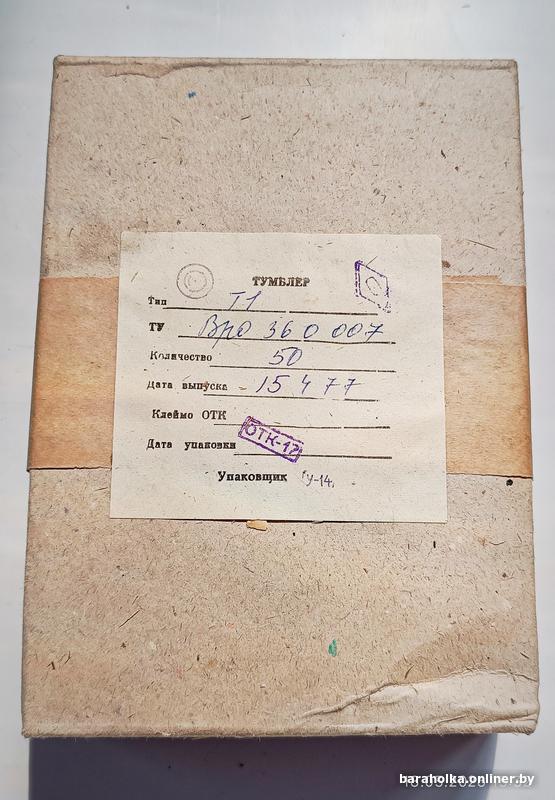 ТУМБЛЕР
Тип Т1
ТУ Вро 360 007
Количество 50
Дата выпуска - 15 4 77
Клеймо ОТК
ОТК-17
Дата упаковки
Упаковщик У-14.
baraholka.onliner.by